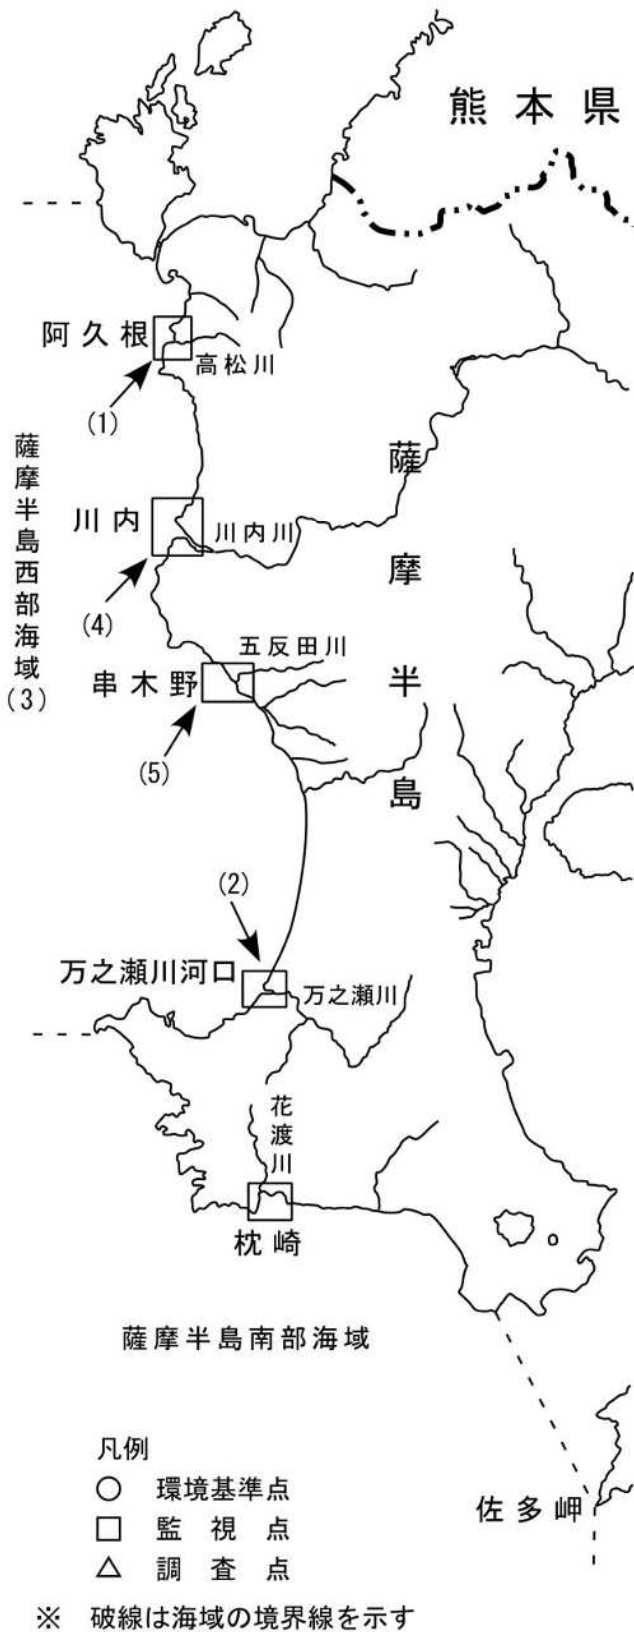 熊本県
阿久根
高松川
(1)
薩摩半島西部海域
(3)
薩摩半島
川内
川内川
(4)
五反田川
串木野
(5)
(2)
万之瀬川河口
万之瀬川
花渡川
枕崎
薩摩半島南部海域
凡例
○ 環境基準点
□ 監視点
△ 調査点
佐多岬
※ 破線は海域の境界線を示す